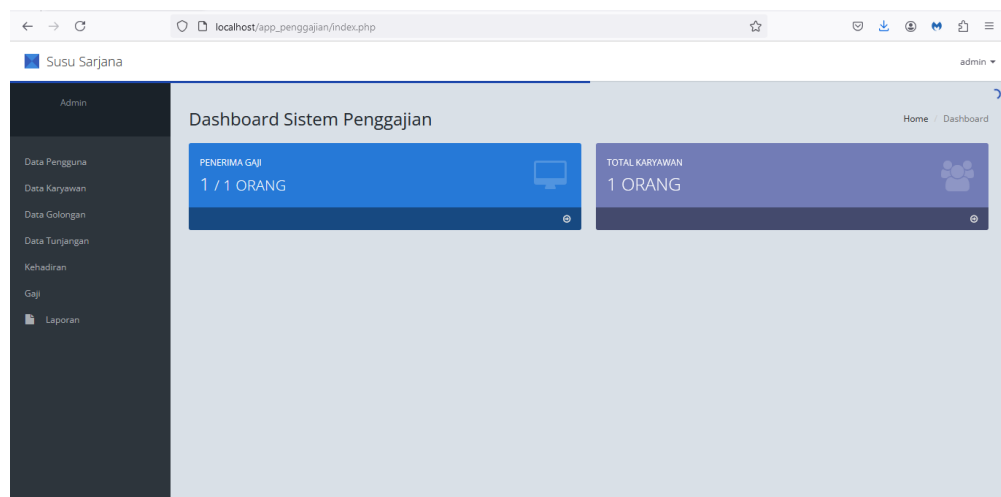 localhost/app_penggajian/index.php
Susu Sarjana
admin
Admin
Dashboard Sistem Penggajian
Home / Dashboard
Data Pengguna
Data Karyawan
Data Golongan
Data Tunjangan
Kehadiran
Gaji
Laporan
PENERIMA GAJI
1 / 1 ORANG
TOTAL KARYAWAN
1 ORANG